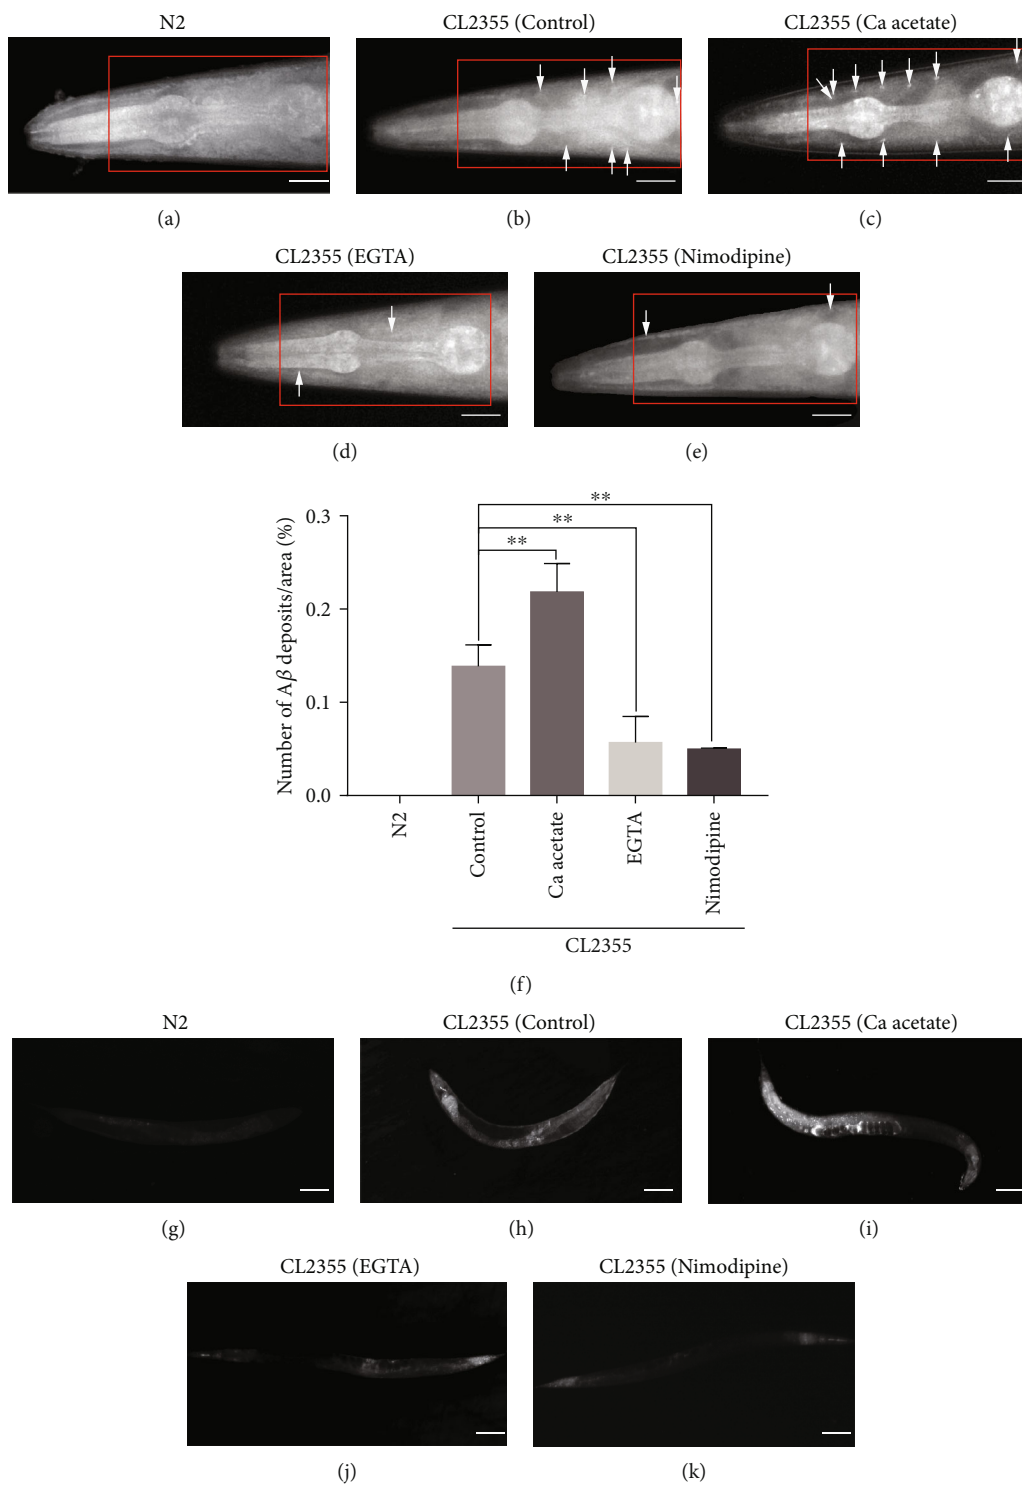 N2 CL2355 (Control) CL2355 (Ca acetate)
(a) (b) (c)
CL2355 (EGTA) CL2355 (Nimodipine)
(d) (e)
Number of Aβ deposits/area (%)
0.3
0.2
0.1
0.0
**
**
**
N2
Control
Ca acetate
EGTA
Nimodipine
CL2355
(f)
N2 CL2355 (Control) CL2355 (Ca acetate)
(g) (h) (i)
CL2355 (EGTA) CL2355 (Nimodipine)
(j) (k)